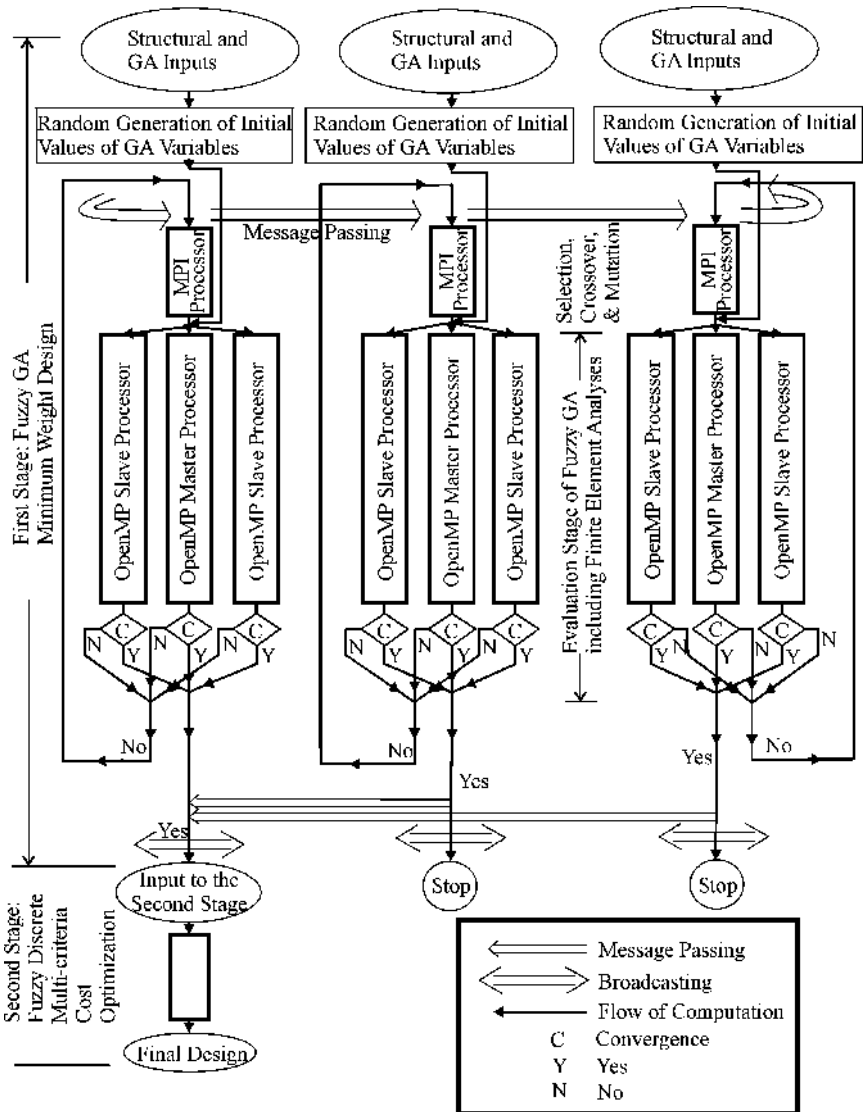 Structural and
GA Inputs
Structural and
GA Inputs
Structural and
GA Inputs
Random Generation of Initial
Values of GA Variables
Random Generation of Initial
Values of GA Variables
Random Generation of Initial
Values of GA Variables
Message Passing
MPI
Processor
MPI
Processor
Selection,
Crossover,
& Mutation
MPI
Processor
First Stage: Fuzzy GA
Minimum Weight Design
OpenMP Slave Processor
OpenMP Master Processor
OpenMP Slave Processor
OpenMP Slave Processor
OpenMP Master Processor
OpenMP Slave Processor
Evaluation Stage of Fuzzy GA
including Finite Element Analyses
OpenMP Slave Processor
OpenMP Master Processor
OpenMP Slave Processor
C
C
C
C
C
C
C
C
C
N
Y
N
Y
N
Y
N
Y
N
Y
N
Y
N
Y
N
Y
N
Y
N
No
No
Yes
No
Yes
Yes
Input to the
Second Stage
Stop
Stop
Second Stage:
Fuzzy Discrete
Multi-criteria
Cost
Optimization
Final Design
Message Passing
Broadcasting
Flow of Computation
C Convergence
Y Yes
N No